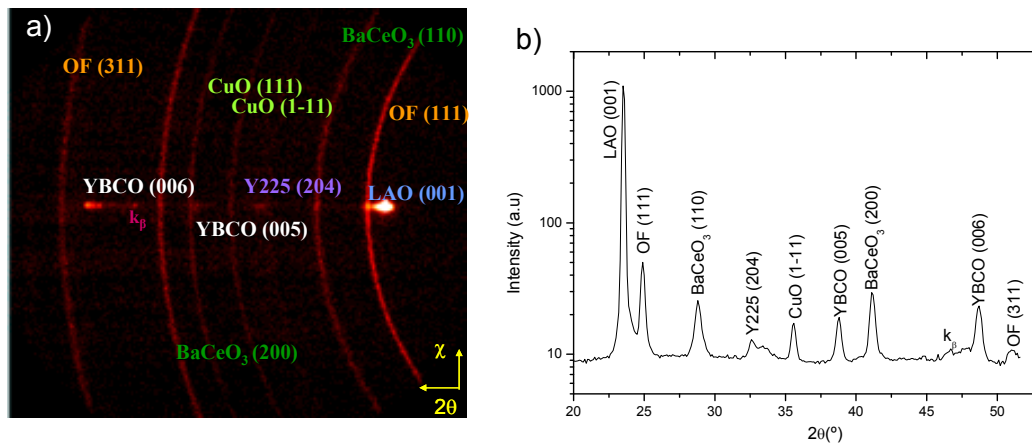 a)
BaCeO₃ (110)
OF (311)
CuO (111)
CuO (1-11)
OF (111)
YBCO (006)
Y225 (204)
LAO (001)
kβ
YBCO (005)
BaCeO₃ (200)
χ
2θ
b)
Intensity (a.u)
1000
100
10
LAO (001)
OF (111)
BaCeO₃ (110)
Y225 (204)
CuO (1-11)
YBCO (005)
BaCeO₃ (200)
kβ
YBCO (006)
OF (311)
20 25 30 35 40 45 50
2θ(º)